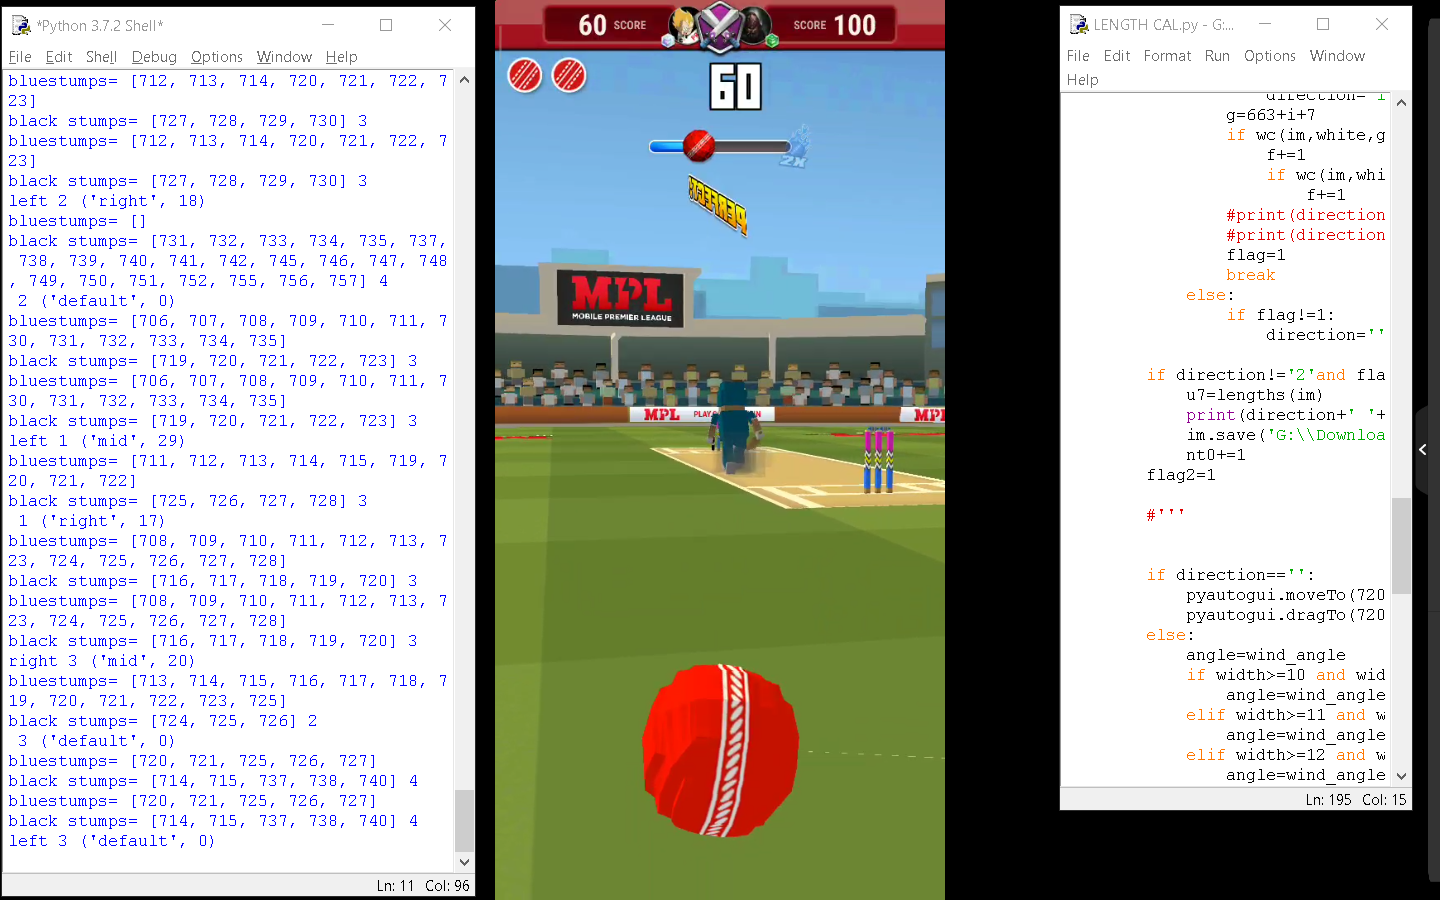 *Python 3.7.2 Shell*
File Edit Shell Debug Options Window Help
bluestumps= [712, 713, 714, 720, 721, 722, 7
23]
black stumps= [727, 728, 729, 730] 3
bluestumps= [712, 713, 714, 720, 721, 722, 7
23]
black stumps= [727, 728, 729, 730] 3
left 2 ('right', 18)
bluestumps= []
black stumps= [731, 732, 733, 734, 735, 737,
738, 739, 740, 741, 742, 745, 746, 747, 748
, 749, 750, 751, 752, 755, 756, 757] 4
2 ('default', 0)
bluestumps= [706, 707, 708, 709, 710, 711, 7
30, 731, 732, 733, 734, 735]
black stumps= [719, 720, 721, 722, 723] 3
bluestumps= [706, 707, 708, 709, 710, 711, 7
30, 731, 732, 733, 734, 735]
black stumps= [719, 720, 721, 722, 723] 3
left 1 ('mid', 29)
bluestumps= [711, 712, 713, 714, 715, 719, 7
20, 721, 722]
black stumps= [725, 726, 727, 728] 3
1 ('right', 17)
bluestumps= [708, 709, 710, 711, 712, 713, 7
23, 724, 725, 726, 727, 728]
black stumps= [716, 717, 718, 719, 720] 3
bluestumps= [708, 709, 710, 711, 712, 713, 7
23, 724, 725, 726, 727, 728]
black stumps= [716, 717, 718, 719, 720] 3
right 3 ('mid', 20)
bluestumps= [713, 714, 715, 716, 717, 718, 7
19, 720, 721, 722, 723, 725]
black stumps= [724, 725, 726] 2
3 ('default', 0)
bluestumps= [720, 721, 725, 726, 727]
black stumps= [714, 715, 737, 738, 740] 4
bluestumps= [720, 721, 725, 726, 727]
black stumps= [714, 715, 737, 738, 740] 4
left 3 ('default', 0)
Ln: 11 Col: 96
60 SCORE
SCORE 100
60
2X
PERFECT
MPL
MOBILE PREMIER LEAGUE
MPL
MPL
LENGTH CAL.py - G:...
File Edit Format Run Options Window
Help
direction='l
g=663+i+7
if wc(im,white,g
f+=1
if wc(im,whi
f+=1
#print(direction
#print(direction
flag=1
break
else:
if flag!=1:
direction=''
if direction!='2'and fla
u7=lengths(im)
print(direction+' '+
im.save('G:\\Downloa
nt0+=1
flag2=1
#'''
if direction=='':
pyautogui.moveTo(720
pyautogui.dragTo(720
else:
angle=wind_angle
if width>=10 and wid
angle=wind_angle
elif width>=11 and w
angle=wind_angle
elif width>=12 and w
angle=wind_angle
Ln: 195 Col: 15